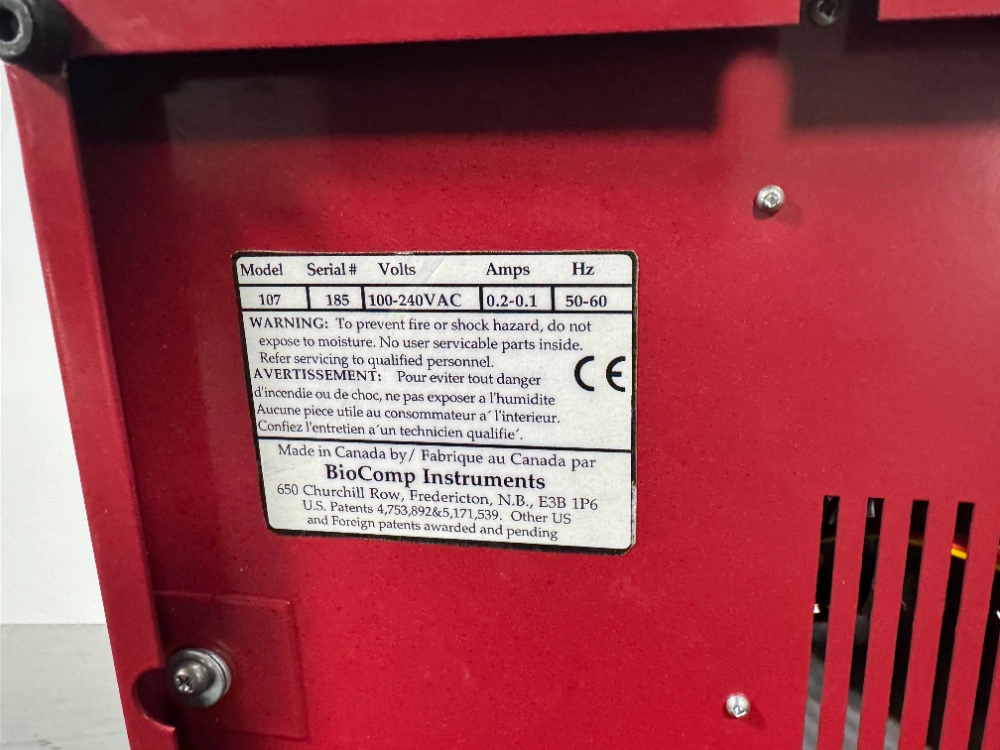 Model Serial # Volts Amps Hz
107 185 100-240VAC 0.2-0.1 50-60
WARNING: To prevent fire or shock hazard, do not
expose to moisture. No user servicable parts inside.
Refer servicing to qualified personnel.
AVERTISSEMENT: Pour eviter tout danger
d'incendie ou de choc, ne pas exposer a l'humidite
Aucune piece utile au consommateur a´ l'interieur.
Confiez l'entretien a´un technicien qualifie´.
CE
Made in Canada by/ Fabrique au Canada par
BioComp Instruments
650 Churchill Row, Fredericton, N.B., E3B 1P6
U.S. Patents 4,753,892&5,171,539. Other US
and Foreign patents awarded and pending